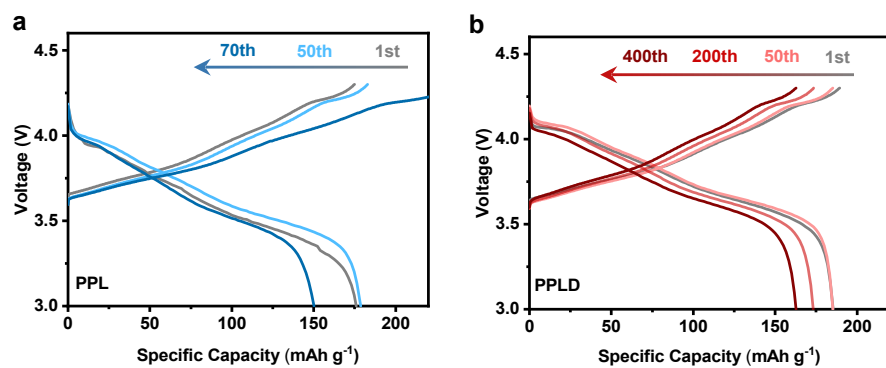 a
70th 50th 1st
4.5
4.0
3.5
3.0
Voltage (V)
PPL
0 50 100 150 200
Specific Capacity (mAh g⁻¹)
b
400th 200th 50th 1st
4.5
4.0
3.5
3.0
Voltage (V)
PPLD
0 50 100 150 200
Specific Capacity (mAh g⁻¹)